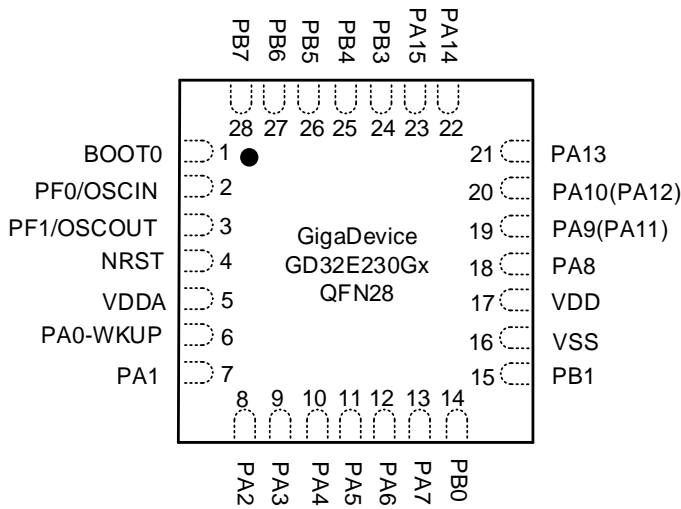 PB7 PB6 PB5 PB4 PB3 PA15 PA14
28 27 26 25 24 23 22
BOOT0 1
PF0/OSCIN 2
PF1/OSCOUT 3
NRST 4
VDDA 5
PA0-WKUP 6
PA1 7
GigaDevice
GD32E230Gx
QFN28
21 PA13
20 PA10(PA12)
19 PA9(PA11)
18 PA8
17 VDD
16 VSS
15 PB1
8 9 10 11 12 13 14
PA2 PA3 PA4 PA5 PA6 PA7 PB0